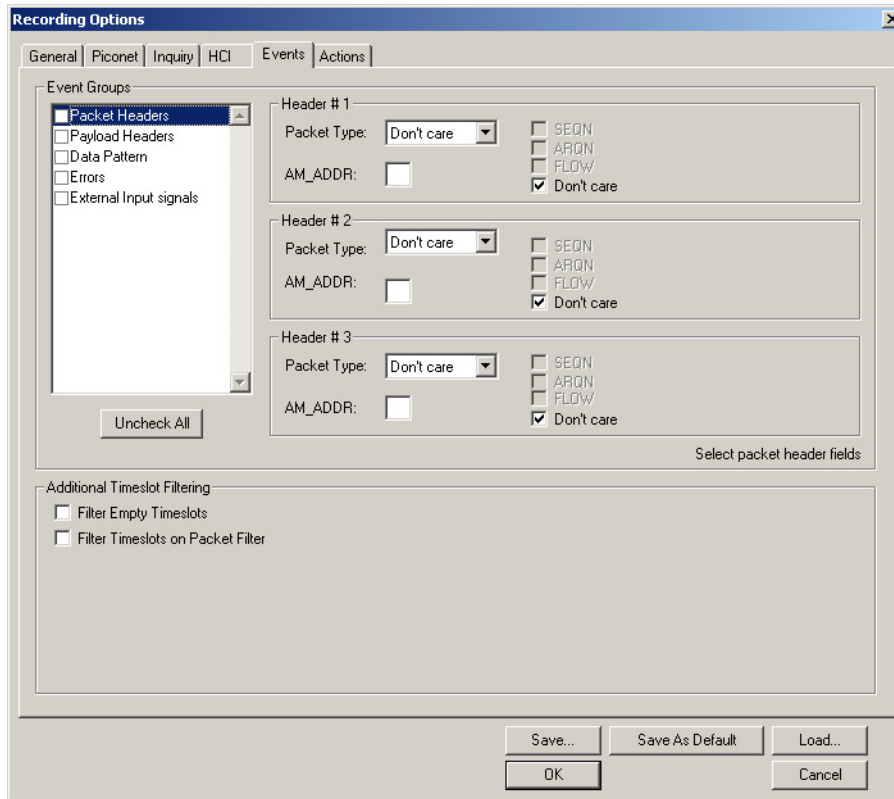 Recording Options
General Piconet Inquiry HCI Events Actions
Event Groups
Packet Headers
Payload Headers
Data Pattern
Errors
External Input signals
Uncheck All
Header # 1
Packet Type: Don't care
SEQN
ARQN
FLOW
AM_ADDR:
Don't care
Header # 2
Packet Type: Don't care
SEQN
ARQN
FLOW
AM_ADDR:
Don't care
Header # 3
Packet Type: Don't care
SEQN
ARQN
FLOW
AM_ADDR:
Don't care
Select packet header fields
Additional Timeslot Filtering
Filter Empty Timeslots
Filter Timeslots on Packet Filter
Save... Save As Default Load...
OK Cancel